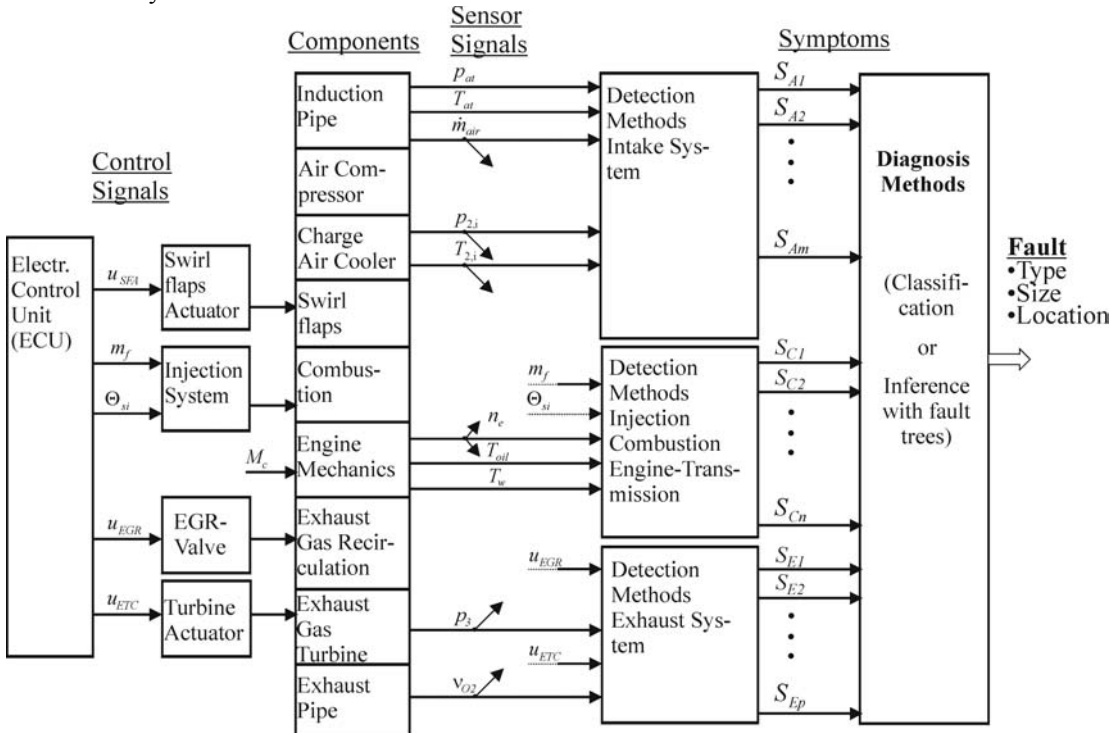 Sensor
Signals
Components
Symptoms
Control
Signals
Electr.
Control
Unit
(ECU)
u_SFA
m_f
Θ_si
u_EGR
u_ETC
Swirl
flaps
Actuator
Injection
System
M_c
EGR-
Valve
Turbine
Actuator
Induction
Pipe
Air Com-
pressor
Charge
Air Cooler
Swirl
flaps
Combus-
tion
Engine
Mechanics
Exhaust
Gas Recir-
culation
Exhaust
Gas
Turbine
Exhaust
Pipe
p_at
T_at
ṁ_air
p_2,i
T_2,i
m_f
Θ_si
n_e
T_oil
T_w
u_EGR
p_3
u_ETC
ν_O2
Detection
Methods
Intake Sys-
tem
Detection
Methods
Injection
Combustion
Engine-Trans-
mission
Detection
Methods
Exhaust Sys-
tem
S_A1
S_A2
S_Am
S_C1
S_C2
S_Cn
S_E1
S_E2
S_Ep
Diagnosis
Methods
(Classifi-
cation
or
Inference
with fault
trees)
Fault
•Type
•Size
•Location